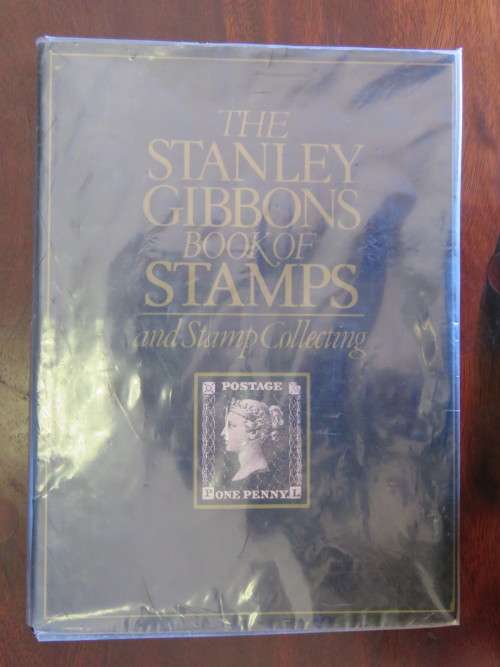 THE
STANLEY
GIBBONS
BOOK OF
STAMPS
and Stamp Collecting
POSTAGE
P ONE PENNY. L